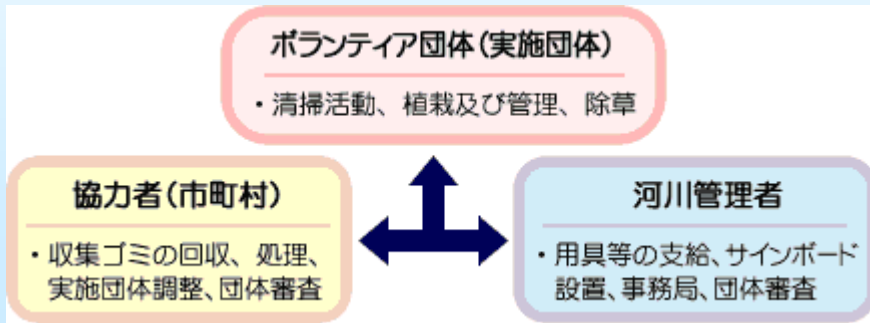 ボランティア団体(実施団体)
・清掃活動、植栽及び管理、除草
協力者(市町村)
・収集ゴミの回収、処理、
実施団体調整、団体審査
河川管理者
・用具等の支給、サインボード
設置、事務局、団体審査